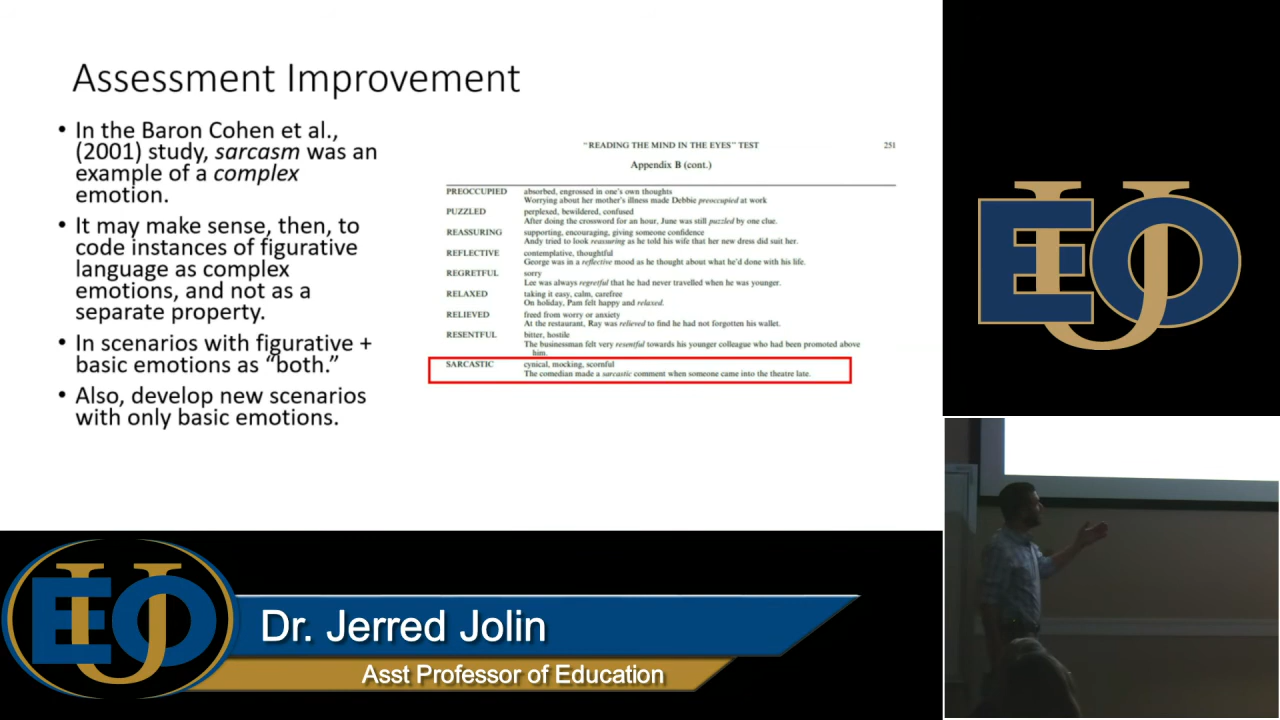 Assessment Improvement
• In the Baron Cohen et al.,
(2001) study, sarcasm was an
example of a complex
emotion.
• It may make sense, then, to
code instances of figurative
language as complex
emotions, and not as a
separate property.
• In scenarios with figurative +
basic emotions as “both.”
• Also, develop new scenarios
with only basic emotions.
“READING THE MIND IN THE EYES” TEST 251
Appendix B (cont.)
PREOCCUPIED absorbed, engrossed in one's own thoughts
Worrying about her mother's illness made Debbie preoccupied at work
PUZZLED perplexed, bewildered, confused
After doing the crossword for an hour, June was still puzzled by one clue.
REASSURING supporting, encouraging, giving someone confidence
Andy tried to look reassuring as he told his wife that her new dress did suit her.
REFLECTIVE contemplative, thoughtful
George was in a reflective mood as he thought about what he'd done with his life.
REGRETFUL sorry
Lee was always regretful that he had never travelled when he was younger.
RELAXED taking it easy, calm, carefree
On holiday, Pam felt happy and relaxed.
RELIEVED freed from worry or anxiety
At the restaurant, Ray was relieved to find he had not forgotten his wallet.
RESENTFUL bitter, hostile
The businessman felt very resentful towards his younger colleague who had been promoted above
him.
SARCASTIC cynical, mocking, scornful
The comedian made a sarcastic comment when someone came into the theatre late.
EOU
EOU
Dr. Jerred Jolin
Asst Professor of Education